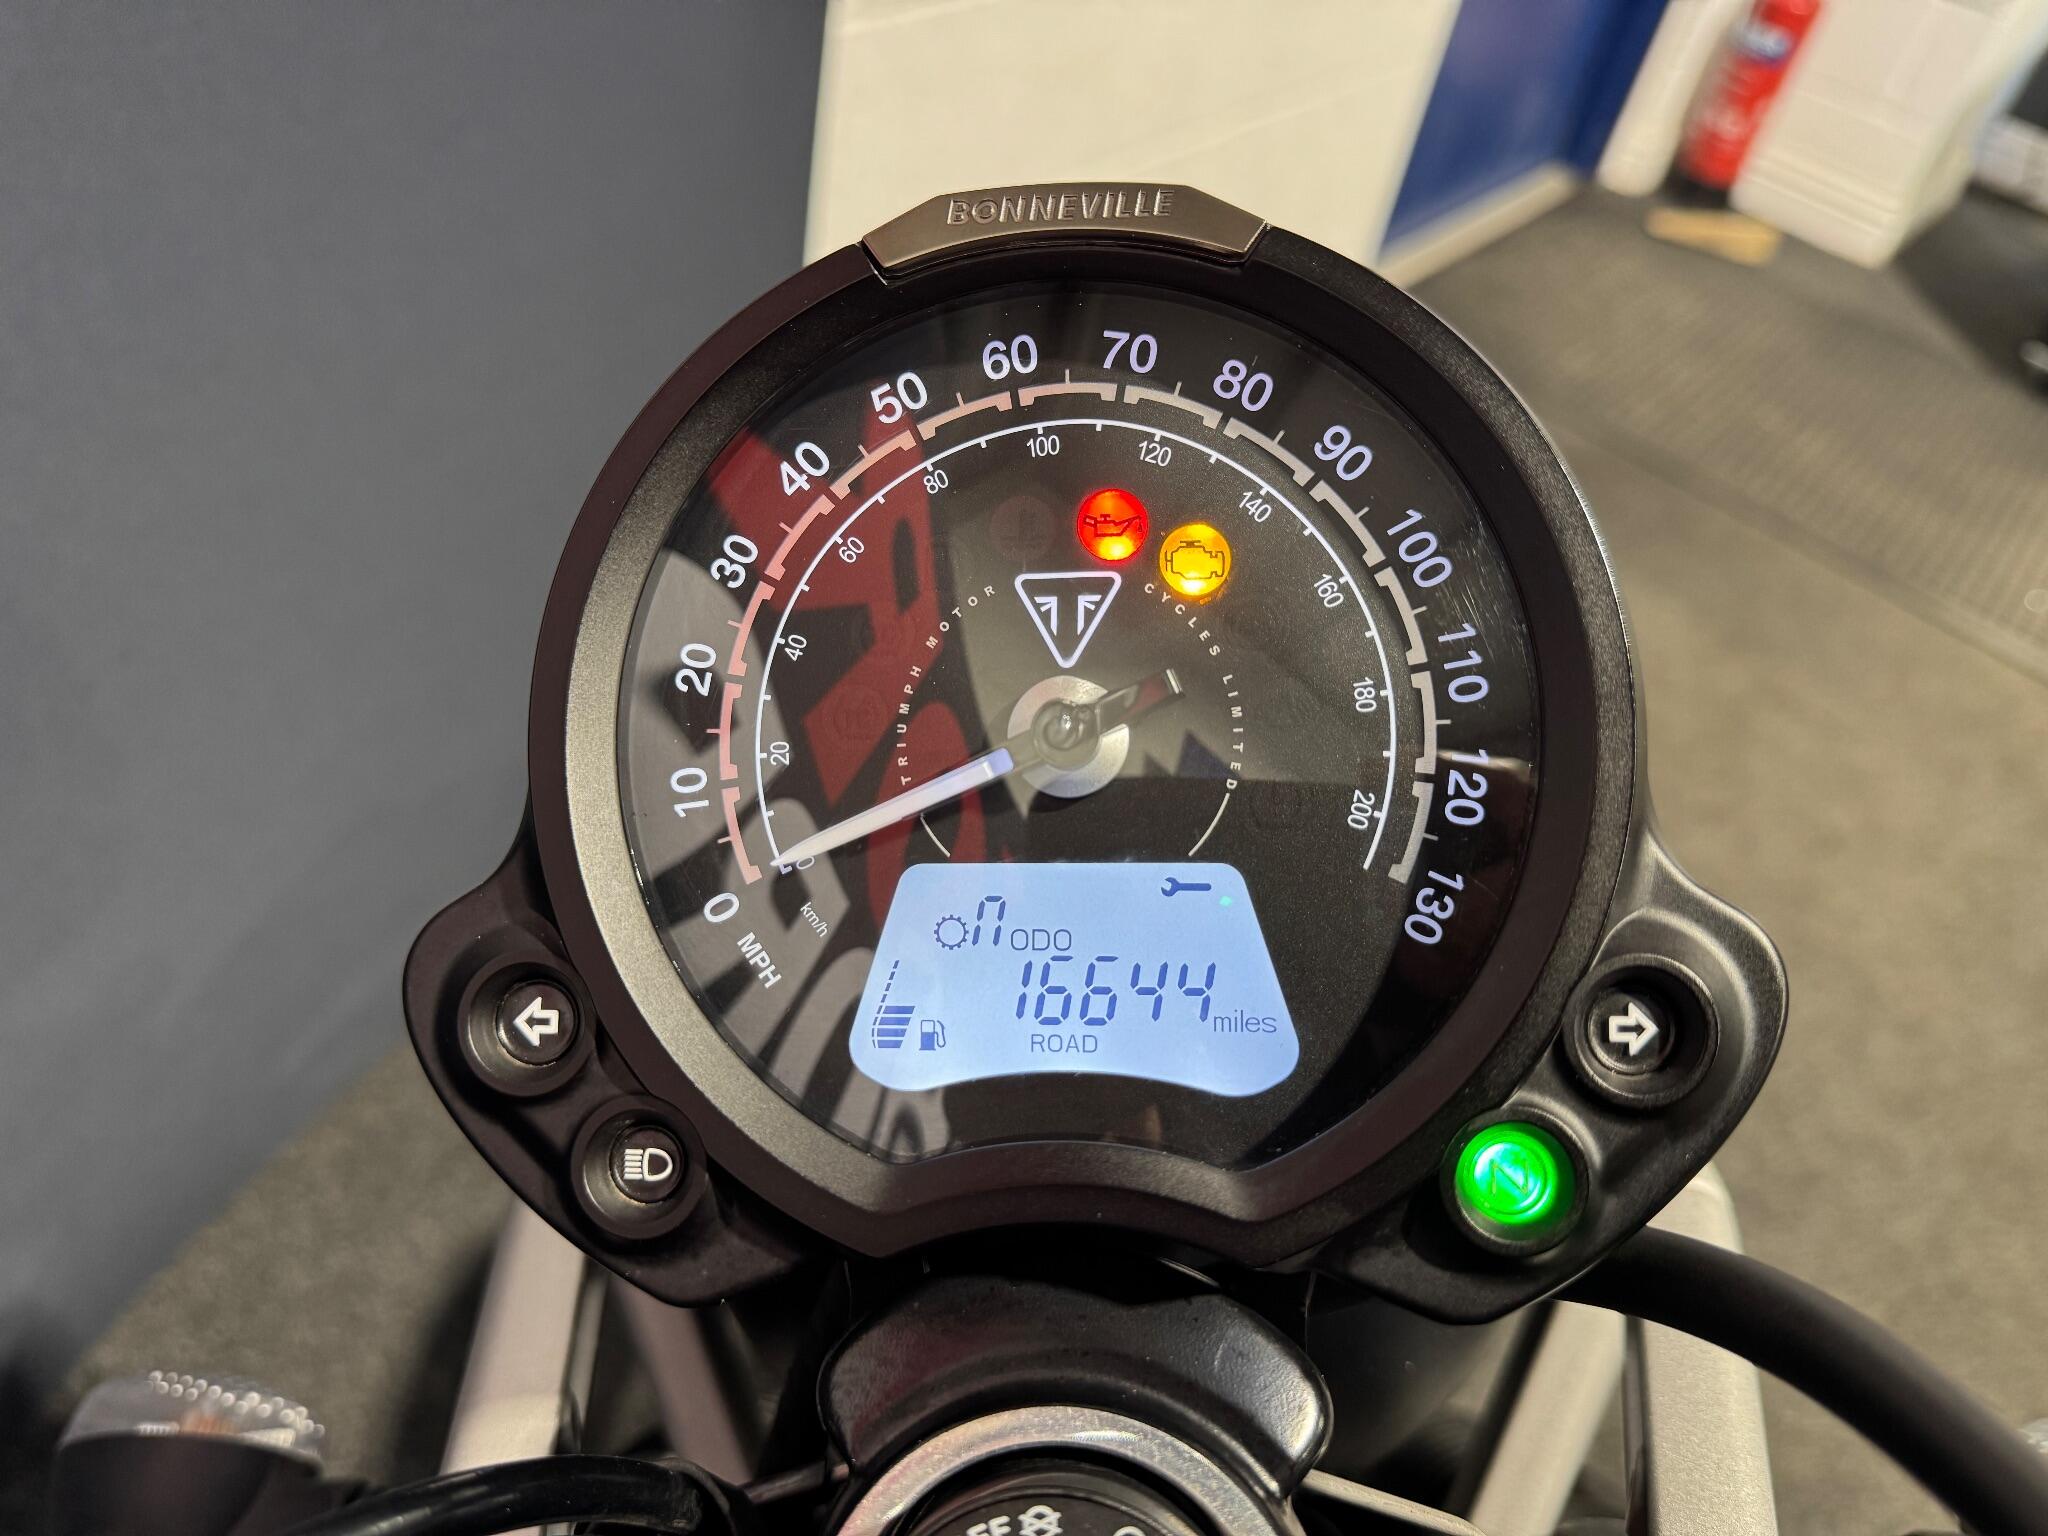 BONNEVILLE
0 10 20 30 40 50 60 70 80 90 100 110 120 130
MPH
0 20 40 60 80 100 120 140 160 180 200
km/h
TRIUMPH MOTOR CYCLES LIMITED
n ODO
16644 miles
ROAD
N